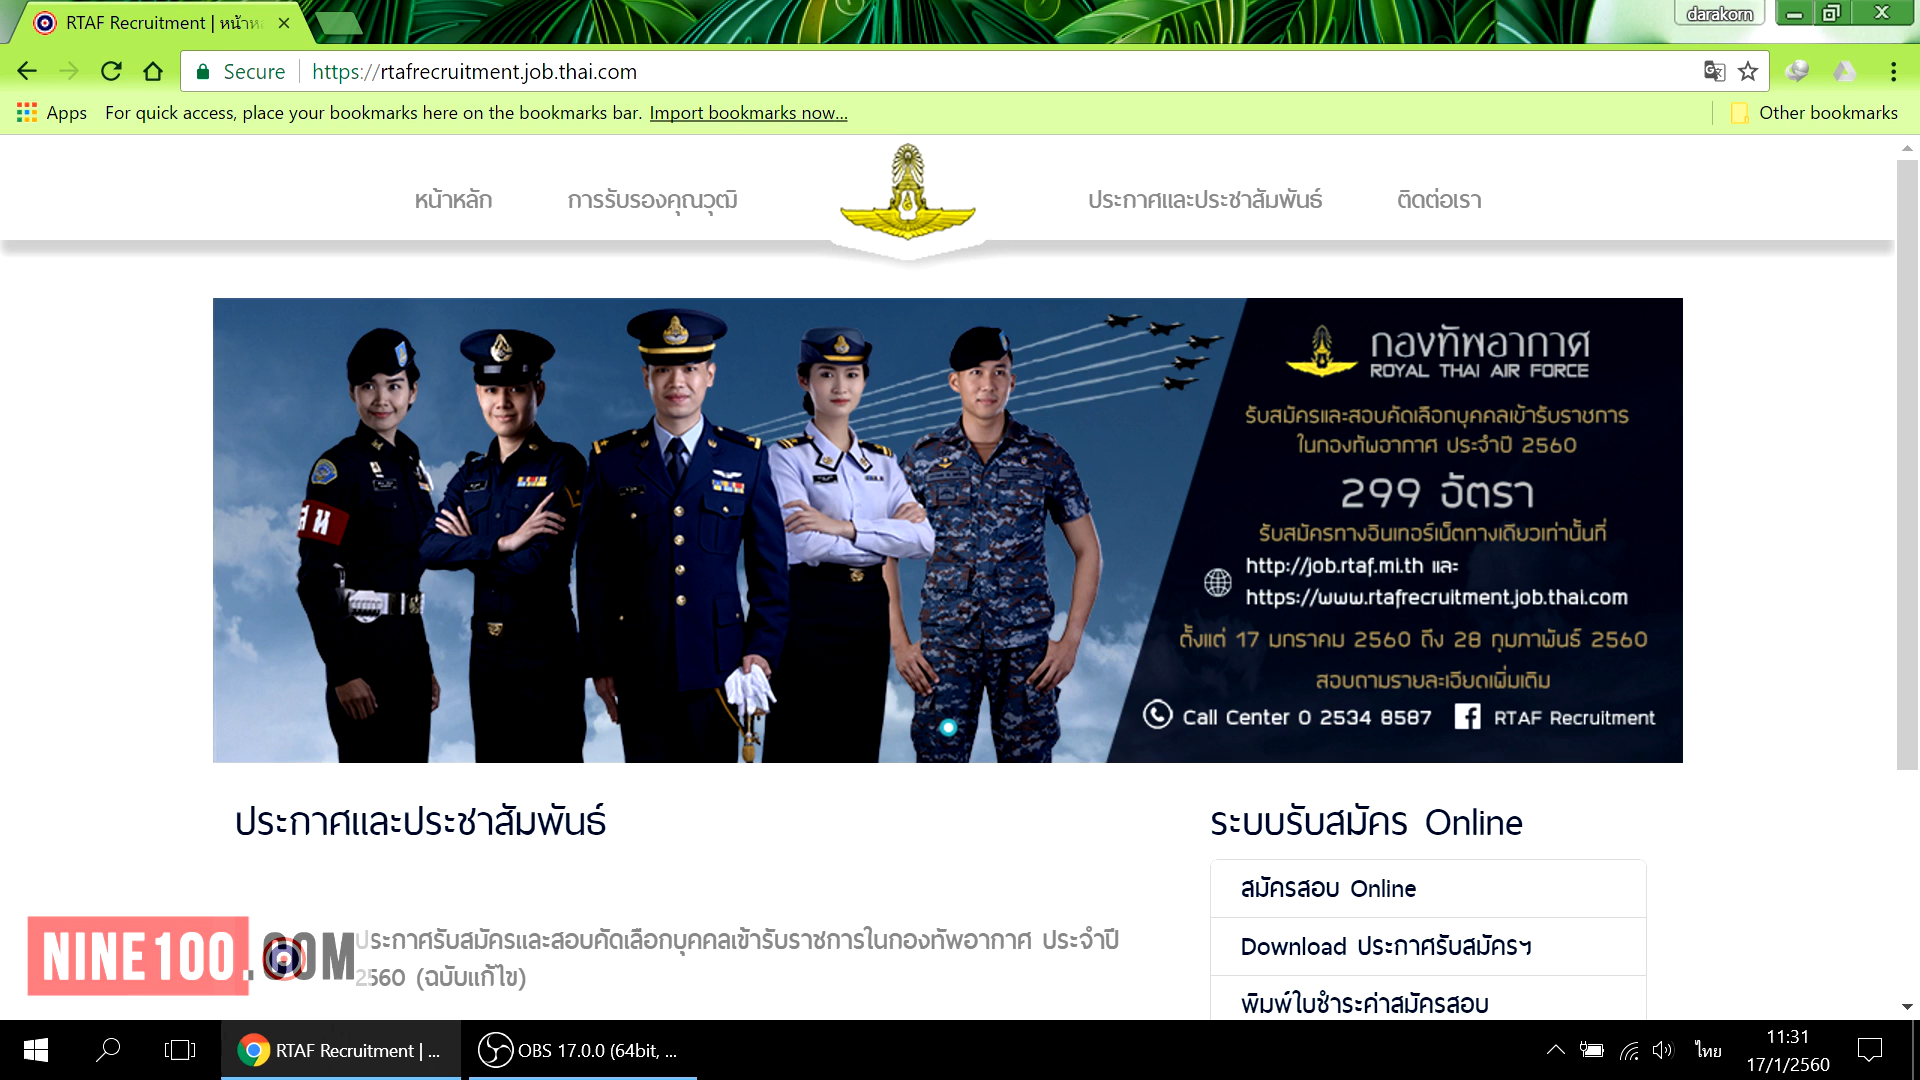 RTAF Recruitment | หน้าหล
darakorn
Secure
https://rtafrecruitment.job.thai.com
Apps
For quick access, place your bookmarks here on the bookmarks bar. Import bookmarks now...
Other bookmarks
หน้าหลัก
การรับรองคุณวุฒิ
ประกาศและประชาสัมพันธ์
ติดต่อเรา
กองทัพอากาศ
ROYAL THAI AIR FORCE
รับสมัครและสอบคัดเลือกบุคคลเข้ารับราชการ
ในกองทัพอากาศ ประจำปี 2560
299 อัตรา
รับสมัครทางอินเทอร์เน็ตทางเดียวเท่านั้นที่
http://job.rtaf.mi.th และ
https://www.rtafrecruitment.job.thai.com
ตั้งแต่ 17 มกราคม 2560 ถึง 28 กุมภาพันธ์ 2560
สอบถามรายละเอียดเพิ่มเติม
Call Center 0 2534 8587
RTAF Recruitment
สห
ประกาศและประชาสัมพันธ์
ประกาศรับสมัครและสอบคัดเลือกบุคคลเข้ารับราชการในกองทัพอากาศ ประจำปี
2560 (ฉบับแก้ไข)
ระบบรับสมัคร Online
สมัครสอบ Online
Download ประกาศรับสมัครฯ
พิมพ์ใบชำระค่าสมัครสอบ
NINE100.COM
RTAF Recruitment | ...
OBS 17.0.0 (64bit, ...
ไทย
11:31
17/1/2560